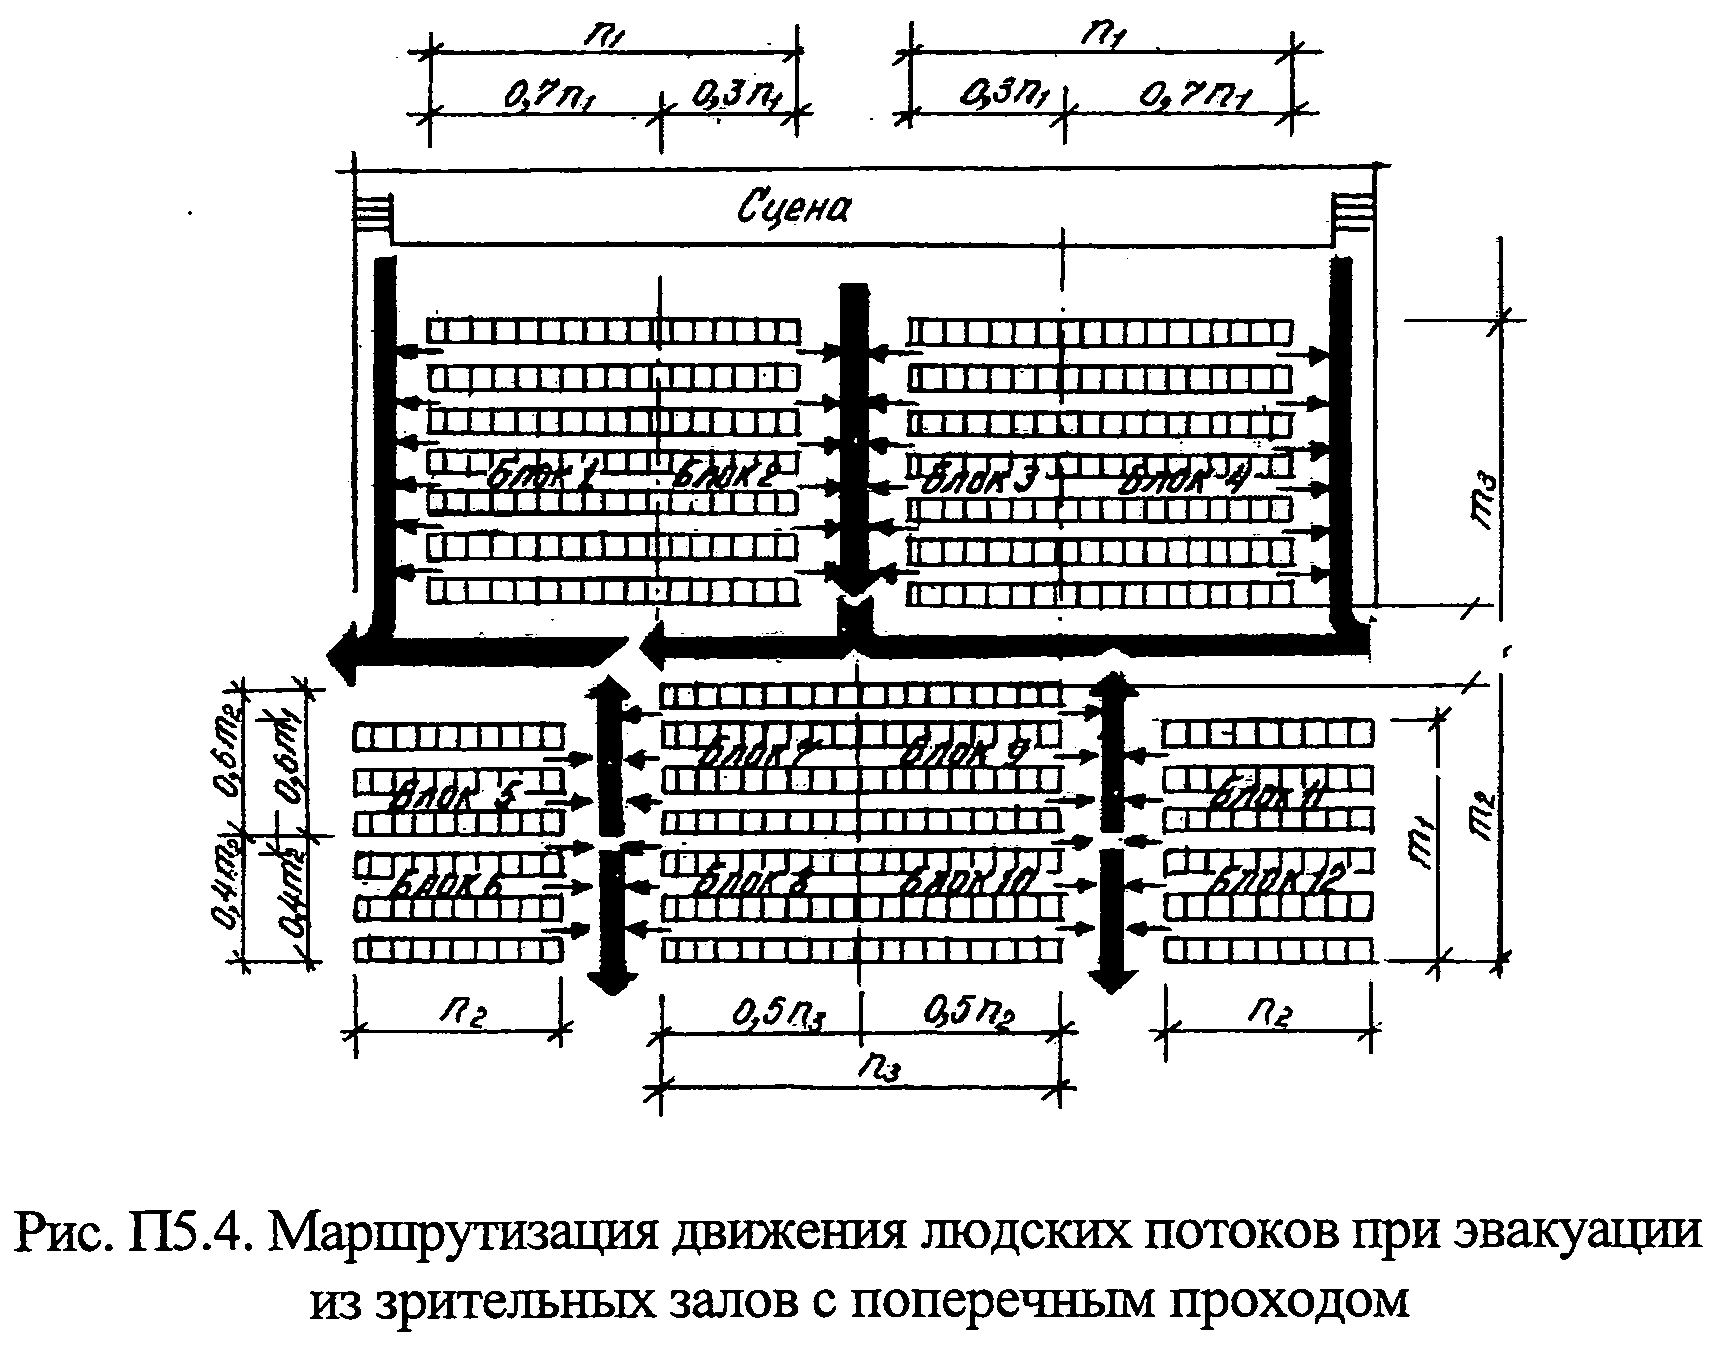 n₁ n₁
0,7n₁ 0,3n₁ 0,3n₁ 0,7n₁
Сцена
Блок 1 Блок 2 Блок 3 Блок 4
m₃
0,6m₂ 0,6m₁ Блок 7 Блок 9
Блок 5 Блок 11
m₁ m₂
0,4m₂ 0,4m₂ Блок 6 Блок 8 Блок 10 Блок 12
n₂ 0,5n₃ 0,5n₂ n₂
n₃
Рис. П5.4. Маршрутизация движения людских потоков при эвакуации
из зрительных залов с поперечным проходом